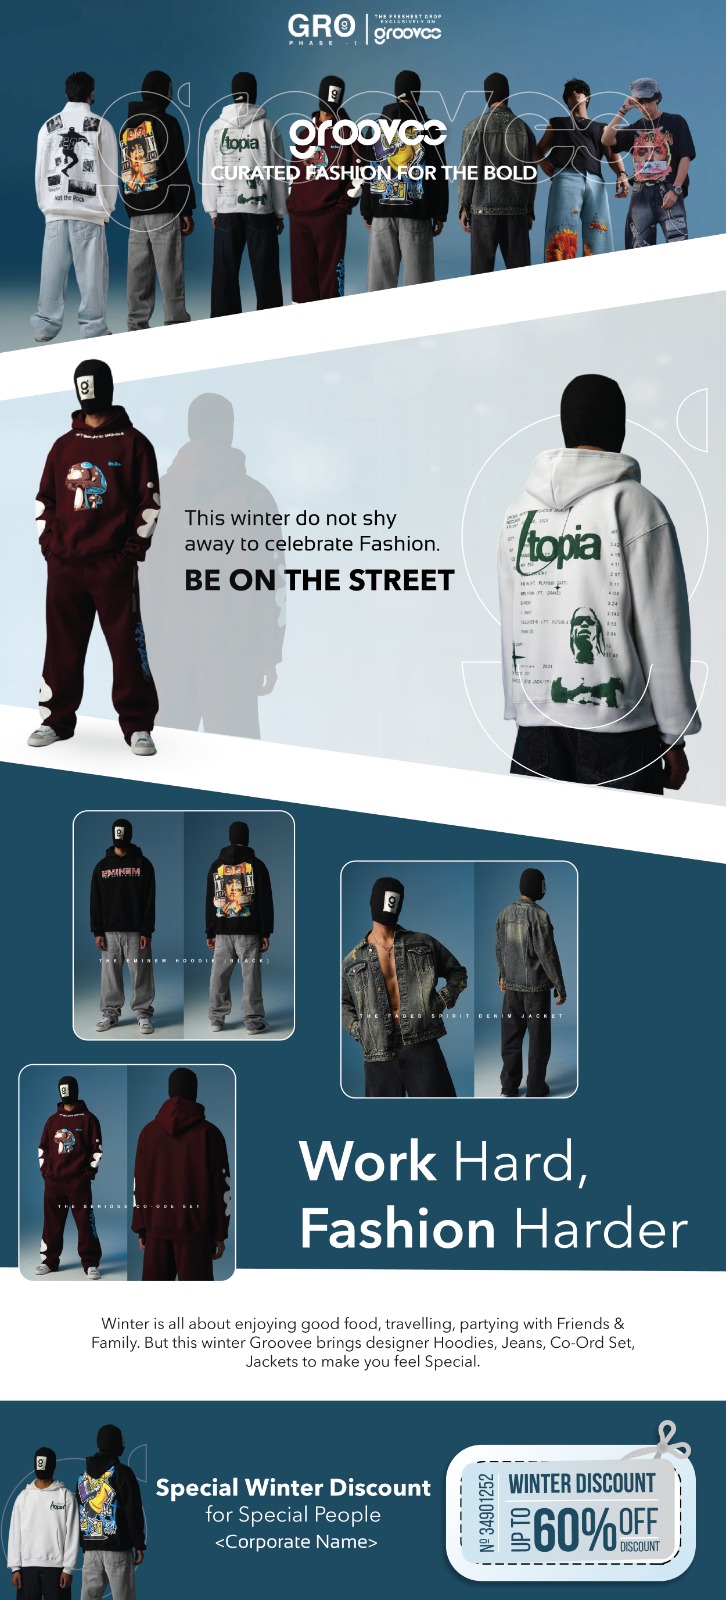 GRO
PHASE -1
THE FRESHEST DROP
EXCLUSIVELY ON
groovee
groovee
groovee
CURATED FASHION FOR THE BOLD
Not the Rock
Utopia
g
This winter do not shy
away to celebrate Fashion.
BE ON THE STREET
Utopia
2024
g
EMINEM
THE EMINEM HOODIE (BLACK)
g
THE FADED SPIRIT DENIM JACKET
g
THE SERIOUS CO-ORD SET
Work Hard,
Fashion Harder
Winter is all about enjoying good food, travelling, partying with Friends &
Family. But this winter Groovee brings designer Hoodies, Jeans, Co-Ord Set,
Jackets to make you feel Special.
Special Winter Discount
for Special People
<Corporate Name>
Nº 34901252
WINTER DISCOUNT
UP TO 60% OFF
DISCOUNT